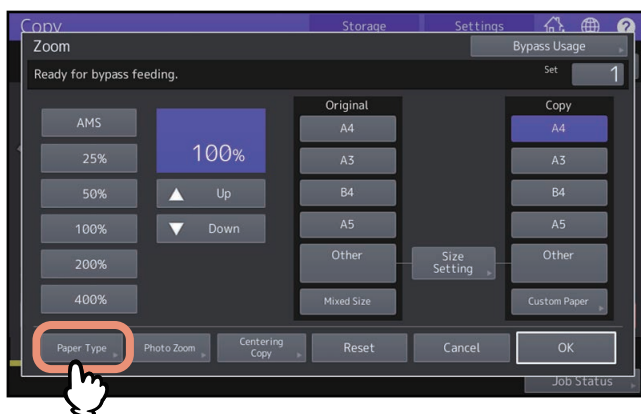 Copy Storage Settings
Zoom Bypass Usage
Ready for bypass feeding. Set 1
Original Copy
AMS 100% A4 A4
25% A3 A3
50% Up B4 B4
100% Down A5 A5
200% Other Size Setting Other
400% Mixed Size Custom Paper
Paper Type Photo Zoom Centering Copy Reset Cancel OK
Job Status